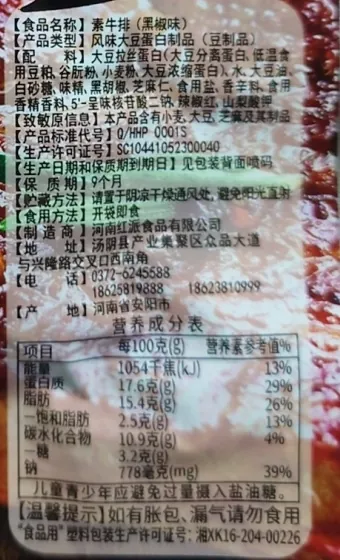 【食品名称】素牛排（黑椒味）
【产品类型】风味大豆蛋白制品（豆制品）
【配 料】大豆拉丝蛋白(大豆分离蛋白、低温食
用豆粕、谷朊粉、小麦粉、大豆浓缩蛋白)、水、大豆油、
白砂糖、味精、黑胡椒、芝麻仁、食用盐、香辛料、食用
香精香料、5'-呈味核苷酸二钠、辣椒红、山梨酸钾
【致敏原信息】本产品含有小麦、大豆、芝麻及其制品
【产品标准代号】Q/HHP 0001S
【生产许可证号】SC10441052300040
【生产日期和保质期到期日】见包装背面喷码
【保 质 期】9个月
【贮藏方法】请置于阴凉干燥通风处，避免阳光直射
【食用方法】开袋即食
【制 造 商】河南红派食品有限公司
【地 址】汤阴县产业集聚区众品大道
与兴隆路交叉口西南角
【电 话】0372-6245588
18625819888 18623810999
【产 地】河南省安阳市
营养成分表
项目 每100克(g) 营养素参考值%
能量 1054千焦(kJ) 13%
蛋白质 17.6克(g) 29%
脂肪 15.4克(g) 26%
—饱和脂肪 2.5克(g) 13%
碳水化合物 10.9克(g) 4%
—糖 3.2克(g)
钠 778毫克(mg) 39%
儿童青少年应避免过量摄入盐油糖。
【温馨提示】如有胀包、漏气请勿食用
"食品用"塑料包装生产许可证号：湘XK16-204-00226